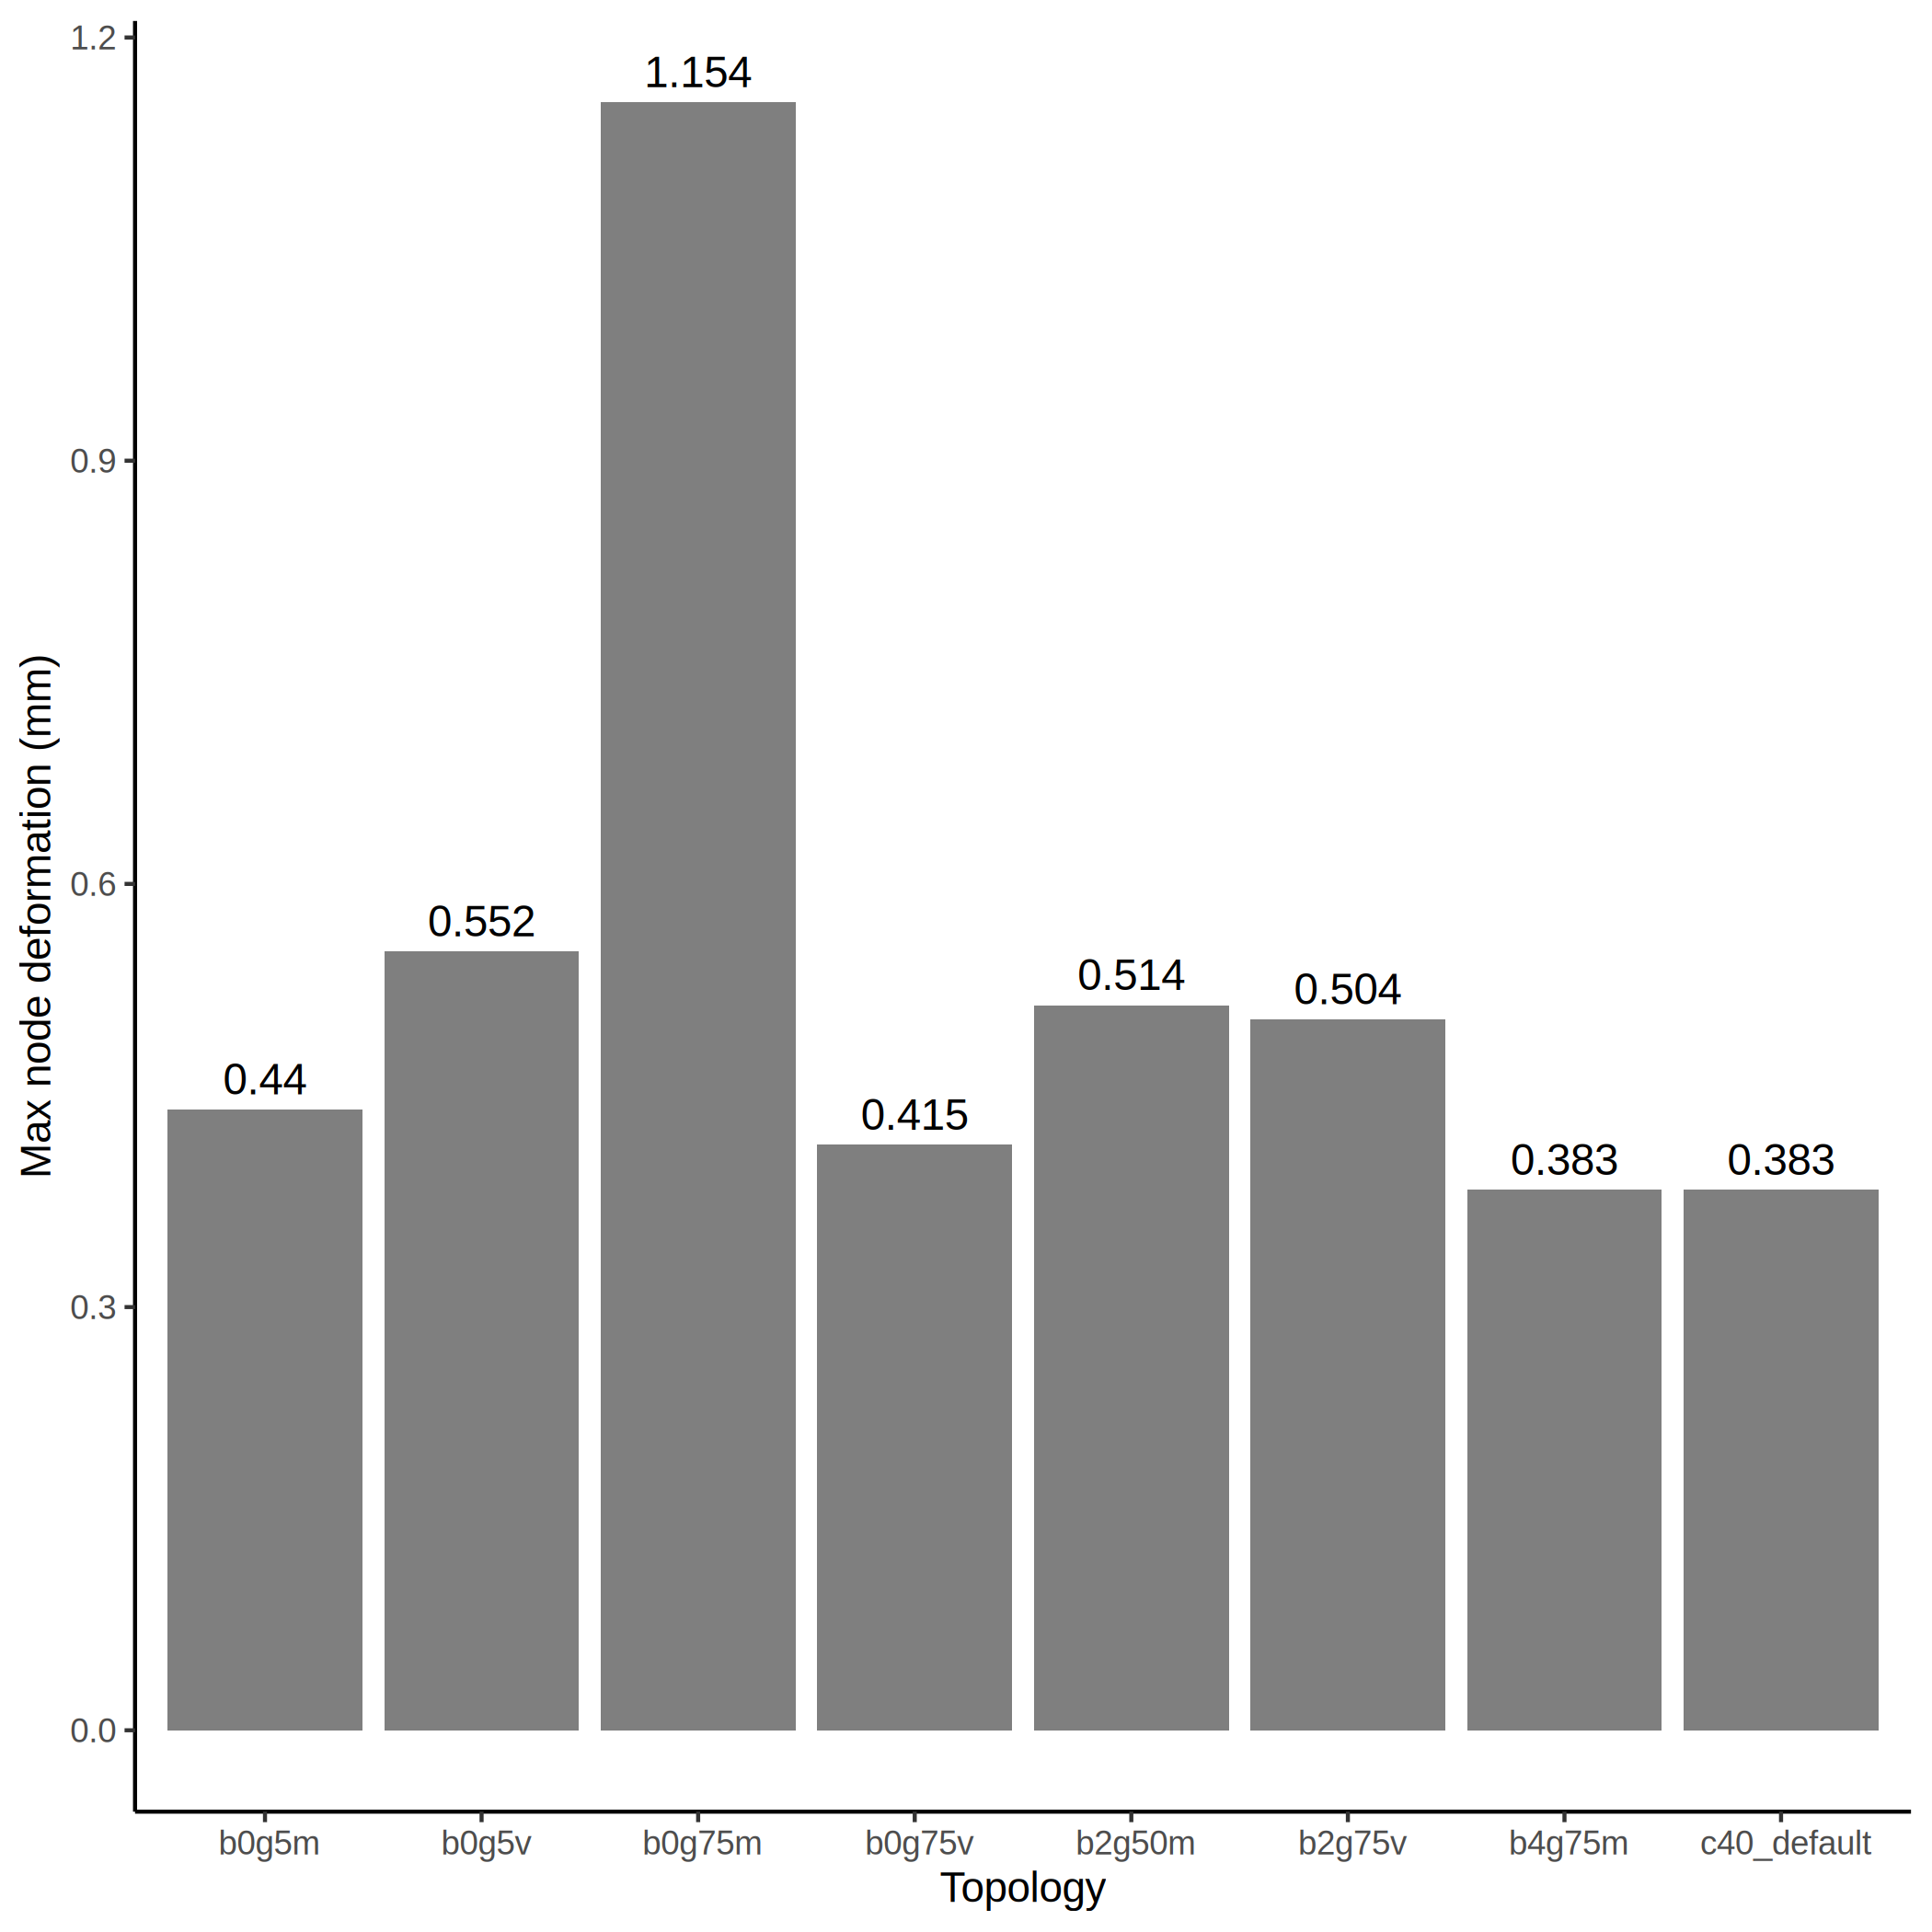 1.2
0.9
0.6
0.3
0.0
Max node deformation (mm)
0.44
0.552
1.154
0.415
0.514
0.504
0.383
0.383
b0g5m
b0g5v
b0g75m
b0g75v
b2g50m
b2g75v
b4g75m
c40_default
Topology